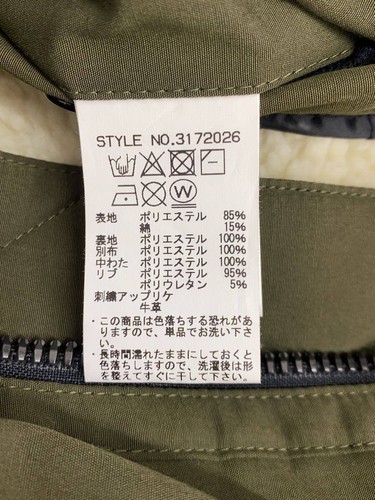 STYLE NO.3172026
W
表地 ポリエステル 85%
綿 15%
裏地 ポリエステル 100%
別布 ポリエステル 100%
中わた ポリエステル 100%
リブ ポリエステル 95%
ポリウレタン 5%
刺繍アップリケ
牛革
・この商品は色落ちする恐れがあ
りますので、単品でお洗い下さ
い。
・長時間濡れたままにしておくと
色落ちしますので、洗濯後は形
を整えてすぐに干して下さい。